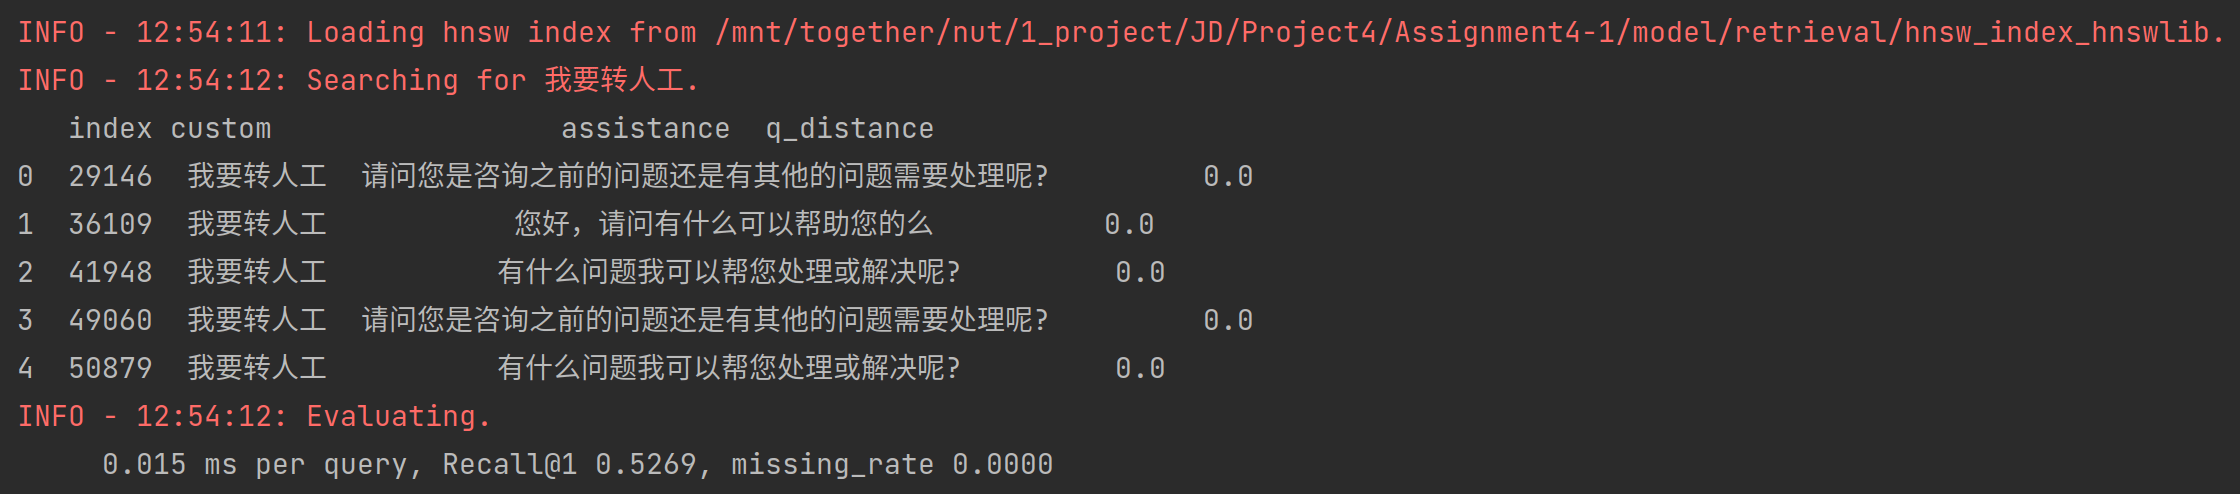 INFO - 12:54:11: Loading hnsw index from /mnt/together/nut/1_project/JD/Project4/Assignment4-1/model/retrieval/hnsw_index_hnswlib.
INFO - 12:54:12: Searching for 我要转人工.
index custom assistance q_distance
0 29146 我要转人工 请问您是咨询之前的问题还是有其他的问题需要处理呢? 0.0
1 36109 我要转人工 您好，请问有什么可以帮助您的么 0.0
2 41948 我要转人工 有什么问题我可以帮您处理或解决呢? 0.0
3 49060 我要转人工 请问您是咨询之前的问题还是有其他的问题需要处理呢? 0.0
4 50879 我要转人工 有什么问题我可以帮您处理或解决呢? 0.0
INFO - 12:54:12: Evaluating.
0.015 ms per query, Recall@1 0.5269, missing_rate 0.0000